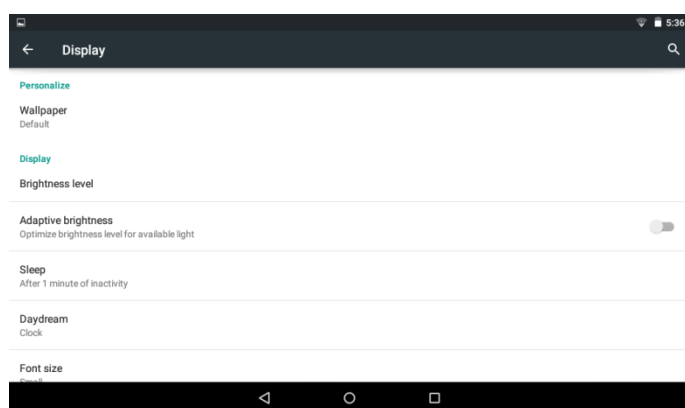 5:36
Display
Personalize
Wallpaper
Default
Display
Brightness level
Adaptive brightness
Optimize brightness level for available light
Sleep
After 1 minute of inactivity
Daydream
Clock
Font size
Small